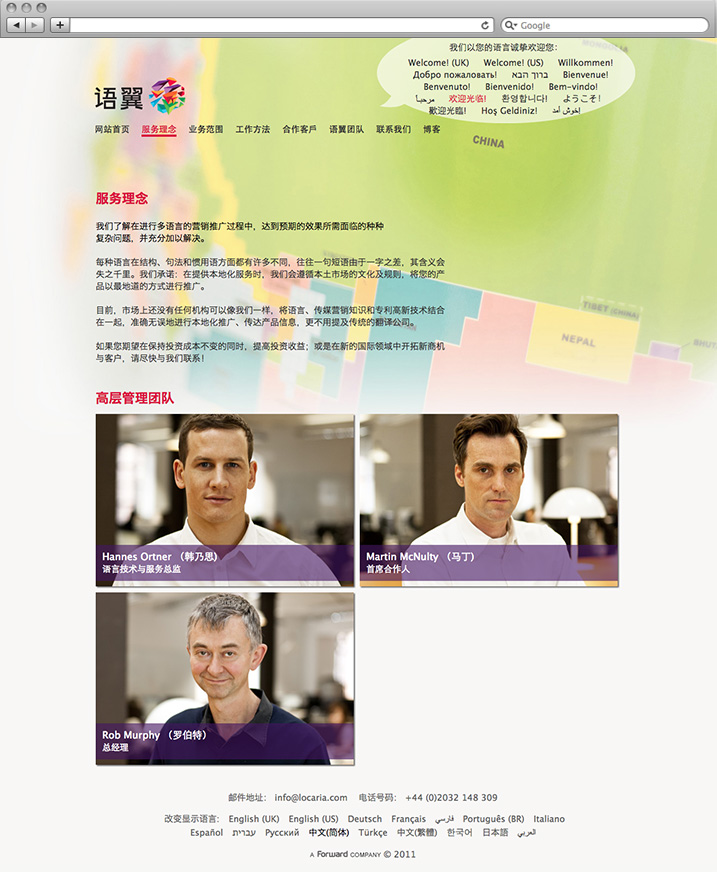 Google
我们以您的语言诚挚欢迎您:
Welcome! (UK) Welcome! (US) Willkommen!
Добро пожаловать! ברוך הבא Bienvenue!
Benvenuto! Bienvenido! Bem-vindo!
مرحباً 欢迎光临! 환영합니다! ようこそ!
歡迎光臨! Hoş Geldiniz! خوش آمد!
MONGOLIA
语翼
网站首页 服务理念 业务范围 工作方法 合作客户 语翼团队 联系我们 博客
CHINA
服务理念
我们了解在进行多语言的营销推广过程中，达到预期的效果所需面临的种种
复杂问题，并充分加以解决。
每种语言在结构、句法和惯用语方面都有许多不同，往往一句短语由于一字之差，其含义会
失之千里。我们承诺：在提供本地化服务时，我们会遵循本土市场的文化及规则，将您的产
品以最地道的方式进行推广。
TIBET (CHINA)
目前，市场上还没有任何机构可以像我们一样，将语言、传媒营销知识和专利高新技术结合
在一起，准确无误地进行本地化推广、传达产品信息，更不用提及传统的翻译公司。
NEPAL
BHUT
如果您期望在保持投资成本不变的同时，提高投资收益；或是在新的国际领域中开拓新商机
与客户，请尽快与我们联系！
高层管理团队
Hannes Ortner （韩乃思)
语言技术与服务总监
Martin McNulty （马丁)
首席合作人
Rob Murphy （罗伯特)
总经理
邮件地址: info@locaria.com 电话号码: +44 (0)2032 148 309
改变显示语言: English (UK) English (US) Deutsch Français فارسی Português (BR) Italiano
Español עברית Русский 中文(简体) Türkçe 中文(繁體) 한국어 日本語 العربي
A Forward COMPANY © 2011